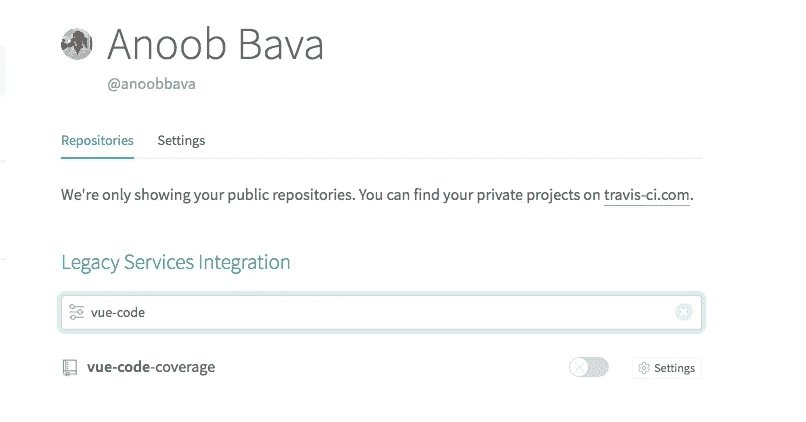 Anoob Bava
@anoobbava
Repositories Settings
We're only showing your public repositories. You can find your private projects on travis-ci.com.
Legacy Services Integration
vue-code
vue-code-coverage Settings